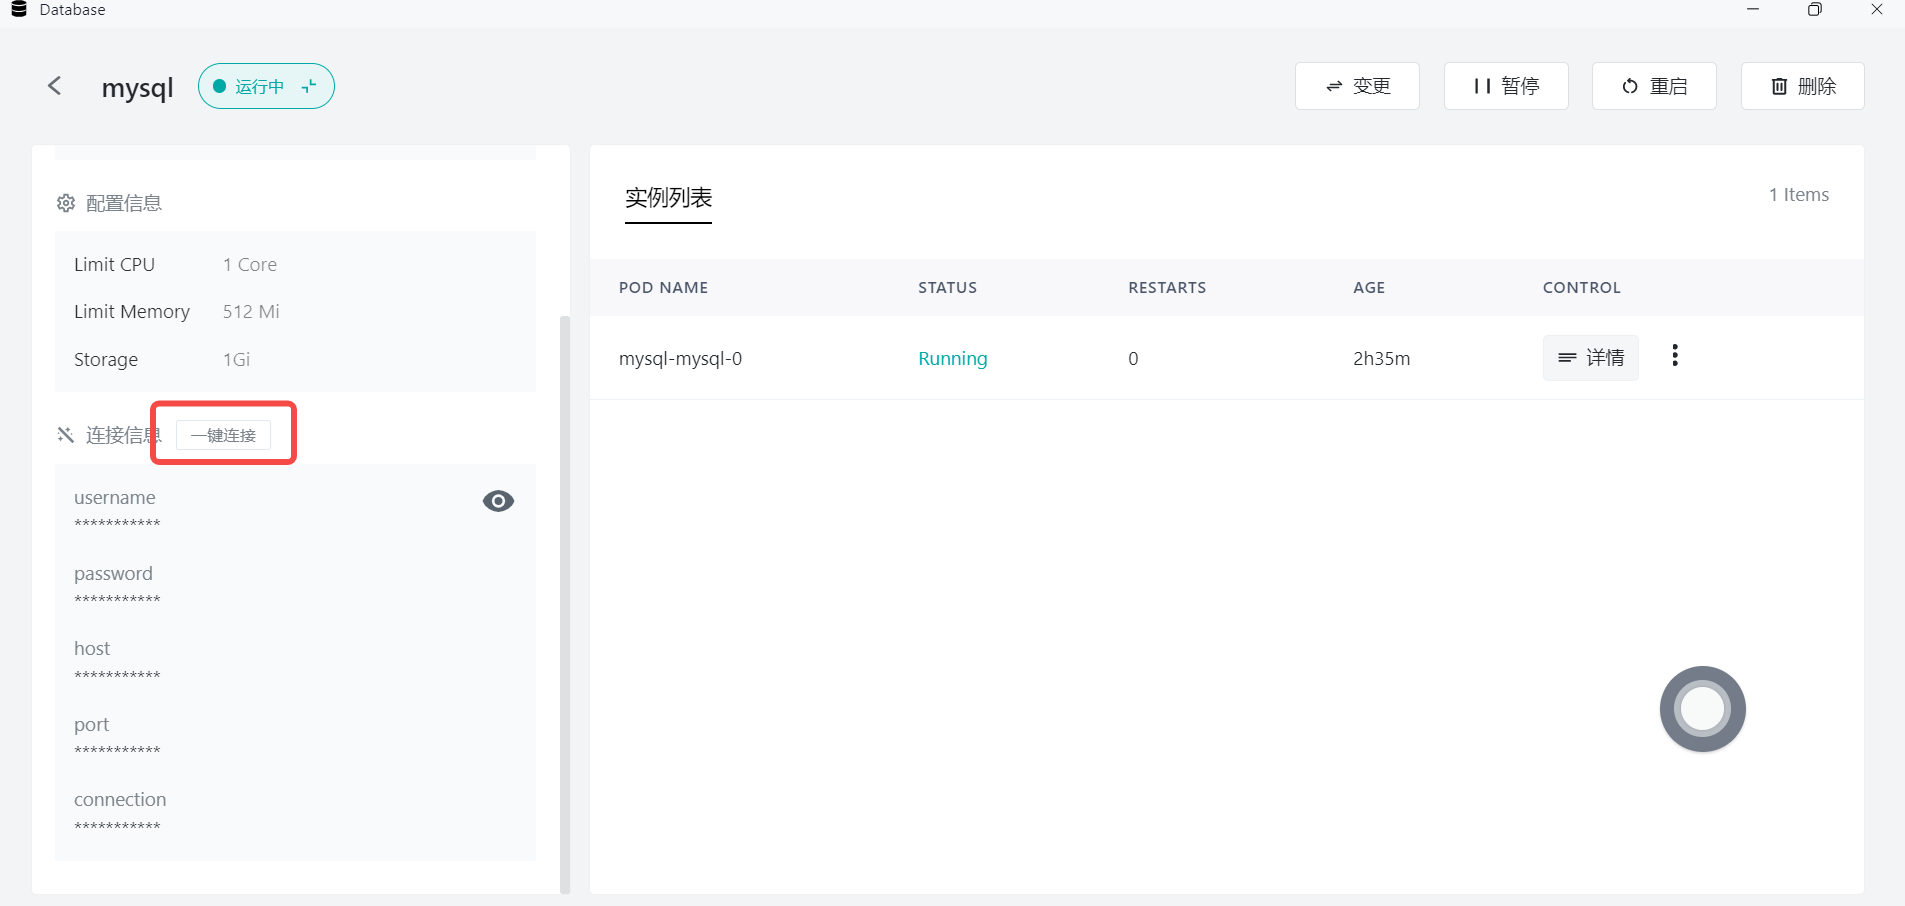 Database
mysql
运行中
变更
暂停
重启
删除
配置信息
Limit CPU 1 Core
Limit Memory 512 Mi
Storage 1Gi
连接信息 一键连接
username
***********
password
***********
host
***********
port
***********
connection
***********
实例列表
1 Items
POD NAME STATUS RESTARTS AGE CONTROL
mysql-mysql-0 Running 0 2h35m 详情